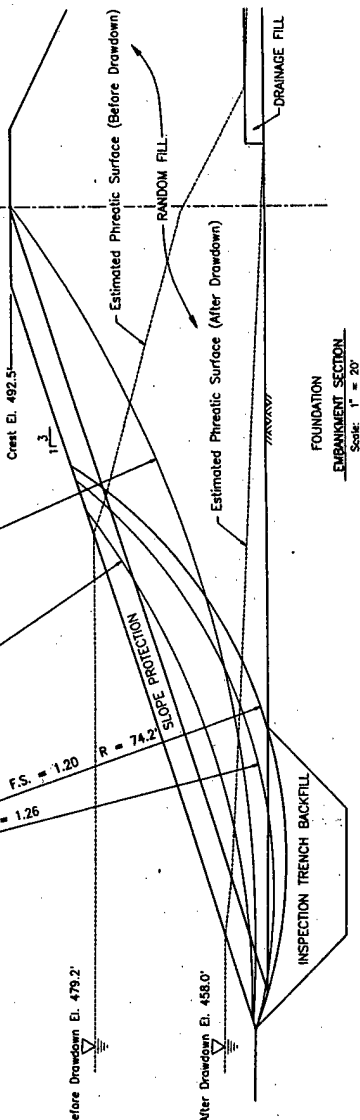 Crest El. 492.5'
Estimated Phreatic Surface (Before Drawdown)
1
3
RANDOM FILL
DRAINAGE FILL
Before Drawdown El. 479.2'
SLOPE PROTECTION
F.S. = 1.20
R = 74.2'
= 1.26
Estimated Phreatic Surface (After Drawdown)
After Drawdown El. 458.0'
INSPECTION TRENCH BACKFILL
FOUNDATION
EMBANKMENT SECTION
Scale: 1" = 20'